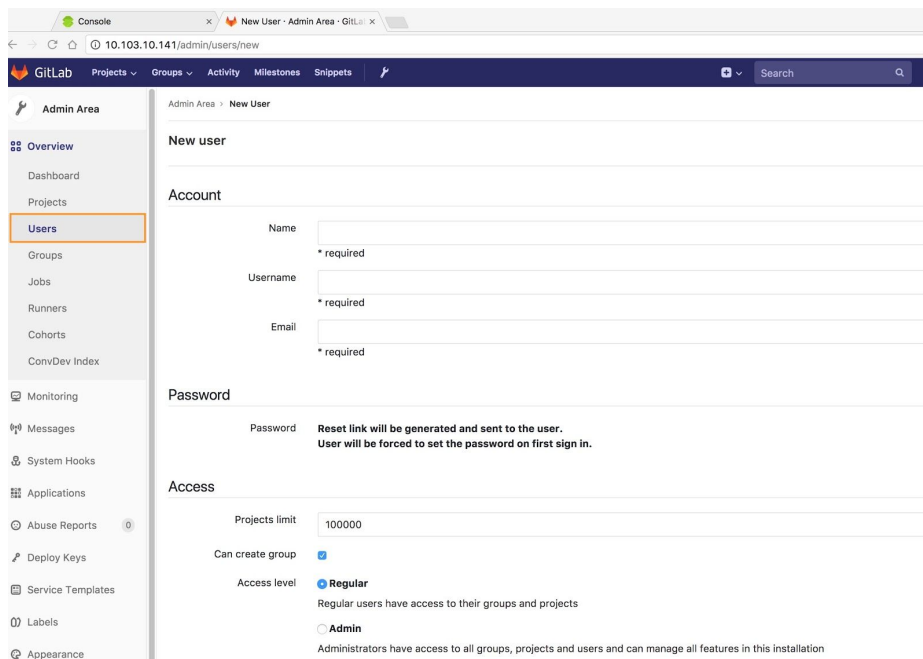 Console
New User · Admin Area · GitLa
10.103.10.141/admin/users/new
GitLab Projects Groups Activity Milestones Snippets Search
Admin Area
Admin Area > New User
Overview
New user
Dashboard
Projects
Users
Groups
Jobs
Runners
Cohorts
ConvDev Index
Monitoring
Messages
System Hooks
Applications
Abuse Reports 0
Deploy Keys
Service Templates
Labels
Appearance
Account
Name
* required
Username
* required
Email
* required
Password
Password Reset link will be generated and sent to the user.
User will be forced to set the password on first sign in.
Access
Projects limit 100000
Can create group
Access level Regular
Regular users have access to their groups and projects
Admin
Administrators have access to all groups, projects and users and can manage all features in this installation